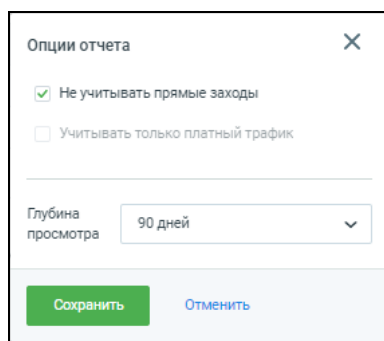 Опции отчета
Не учитывать прямые заходы
Учитывать только платный трафик
Глубина
просмотра
90 дней
Сохранить
Отменить